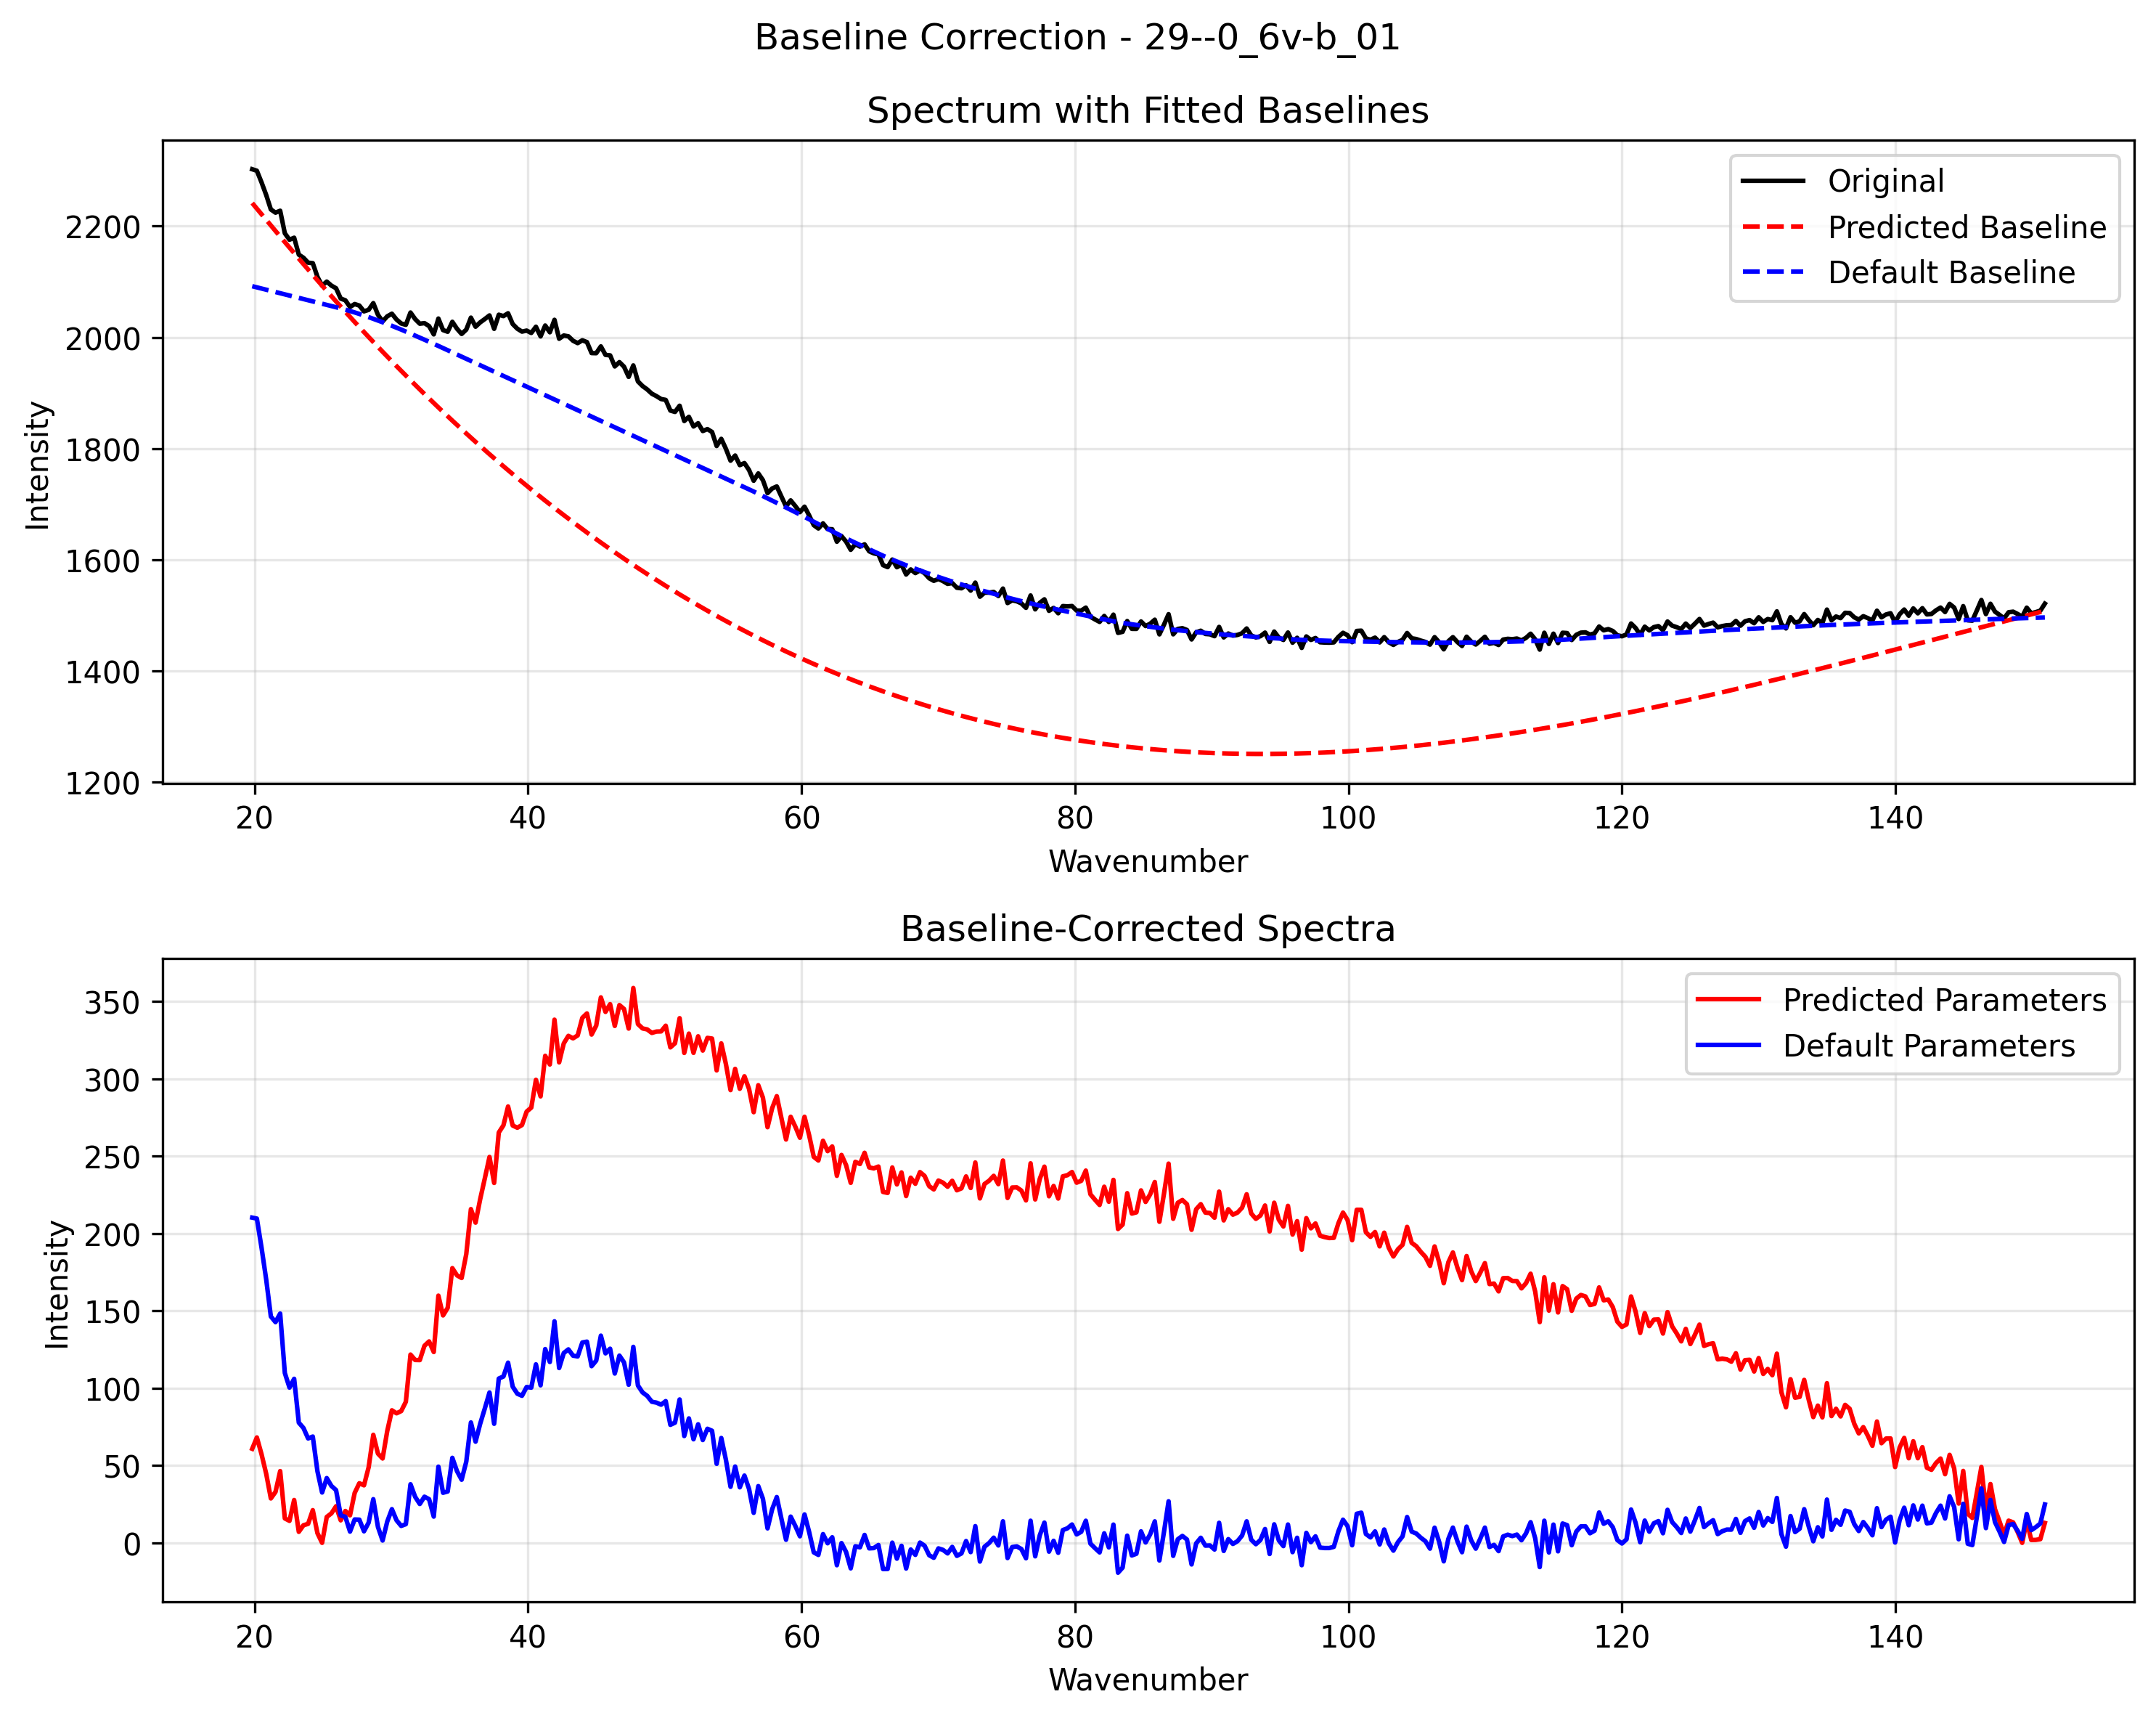 Baseline Correction - 29--0_6v-b_01
Spectrum with Fitted Baselines
Original
Predicted Baseline
Default Baseline
Intensity
2200
2000
1800
1600
1400
1200
20 40 60 80 100 120 140
Wavenumber
Baseline-Corrected Spectra
Predicted Parameters
Default Parameters
Intensity
350
300
250
200
150
100
50
0
20 40 60 80 100 120 140
Wavenumber